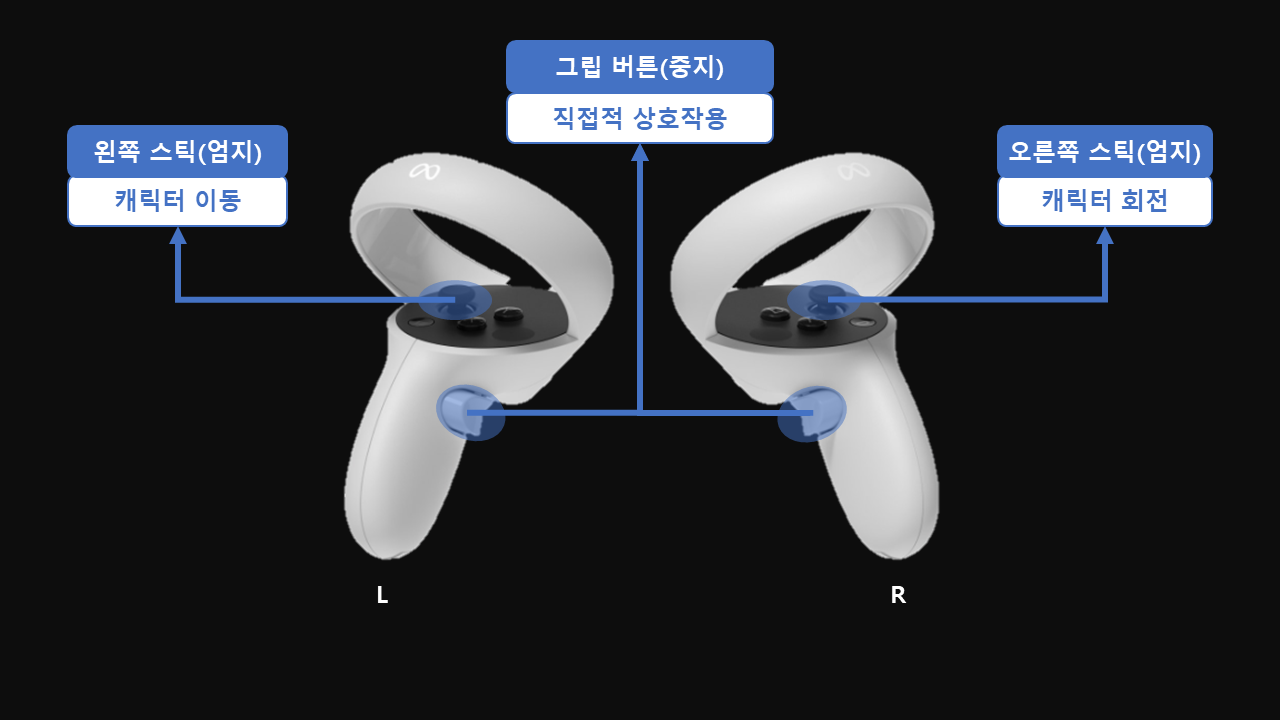 그립 버튼(중지)
직접적 상호작용
왼쪽 스틱(엄지)
캐릭터 이동
오른쪽 스틱(엄지)
캐릭터 회전
L
R